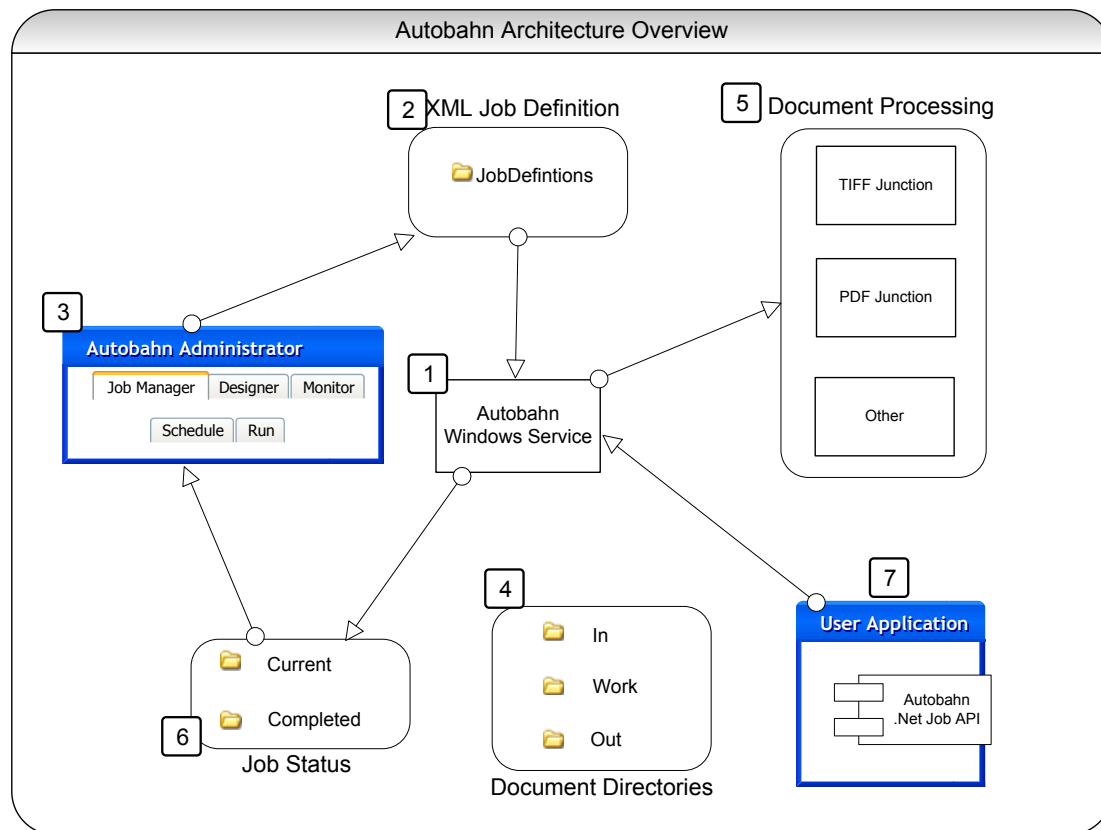 Autobahn Architecture Overview
2
XML Job Definition
JobDefintions
5
Document Processing
TIFF Junction
PDF Junction
Other
3
Autobahn Administrator
Job Manager Designer Monitor
Schedule Run
1
Autobahn
Windows Service
4
In
Work
Out
Document Directories
7
User Application
Autobahn
.Net Job API
Current
Completed
6
Job Status